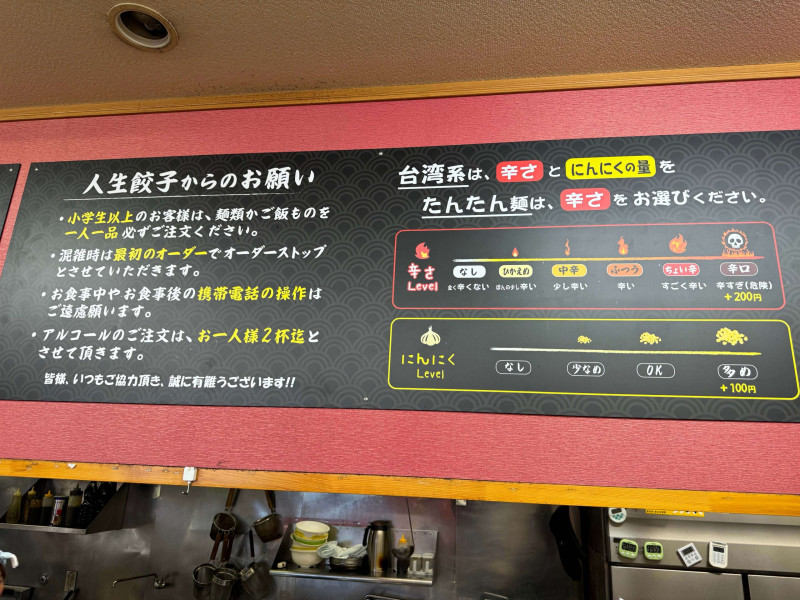 人生餃子からのお願い
・小学生以上のお客様は、麺類かご飯ものを
一人一品 必ずご注文ください。
・混雑時は最初のオーダーでオーダーストップ
とさせていただきます。
・お食事中やお食事後の携帯電話の操作は
ご遠慮願います。
・アルコールのご注文は、お一人様2杯迄と
させて頂きます。
皆様、いつもご協力頂き、誠に有難うございます!!
台湾系は、辛さ と にんにくの量 を
たんたん麺は、辛さ をお選びください。
辛さ
Level
なし ひかえめ 中辛 ふつう ちょい辛 辛口
全く辛くない ほんの少し辛い 少し辛い 辛い すごく辛い 辛すぎ(危険)
+200円
にんにく
Level
なし 少なめ OK 多め
+100円